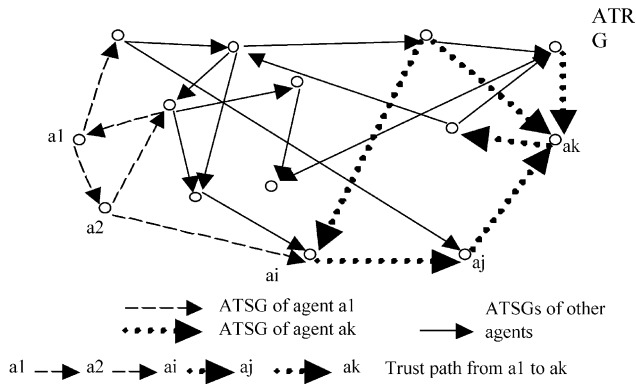 ATR
G
a1
ak
a2
ai
aj
ATSG of agent a1
ATSG of agent ak
ATSGs of other
agents
a1 a2 ai aj ak Trust path from a1 to ak